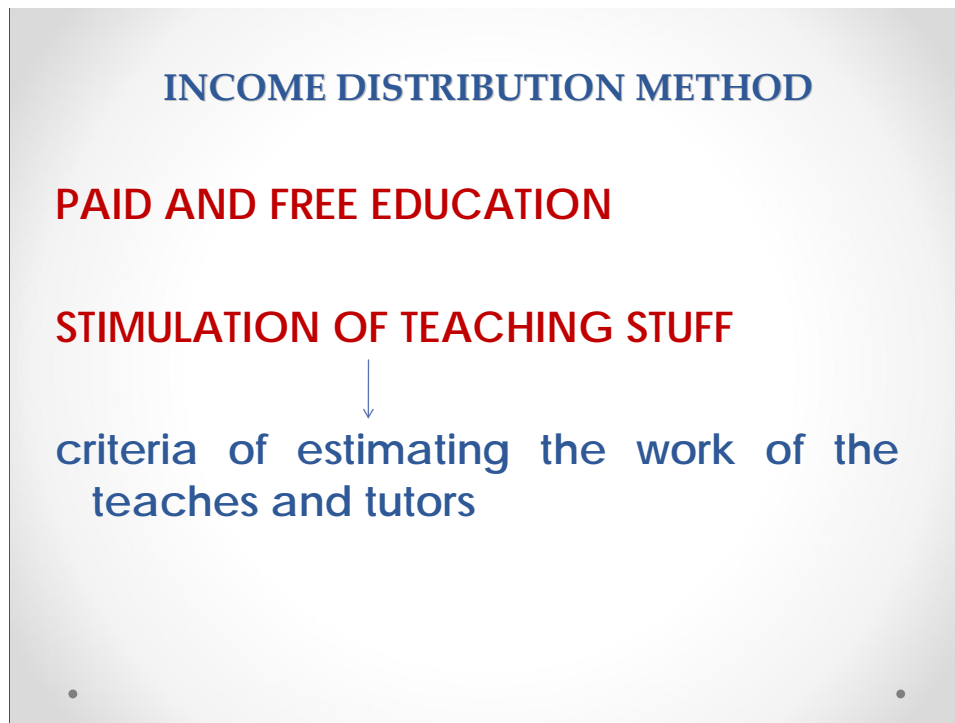 INCOME DISTRIBUTION METHOD
PAID AND FREE EDUCATION
STIMULATION OF TEACHING STUFF
criteria of estimating the work of the
teaches and tutors